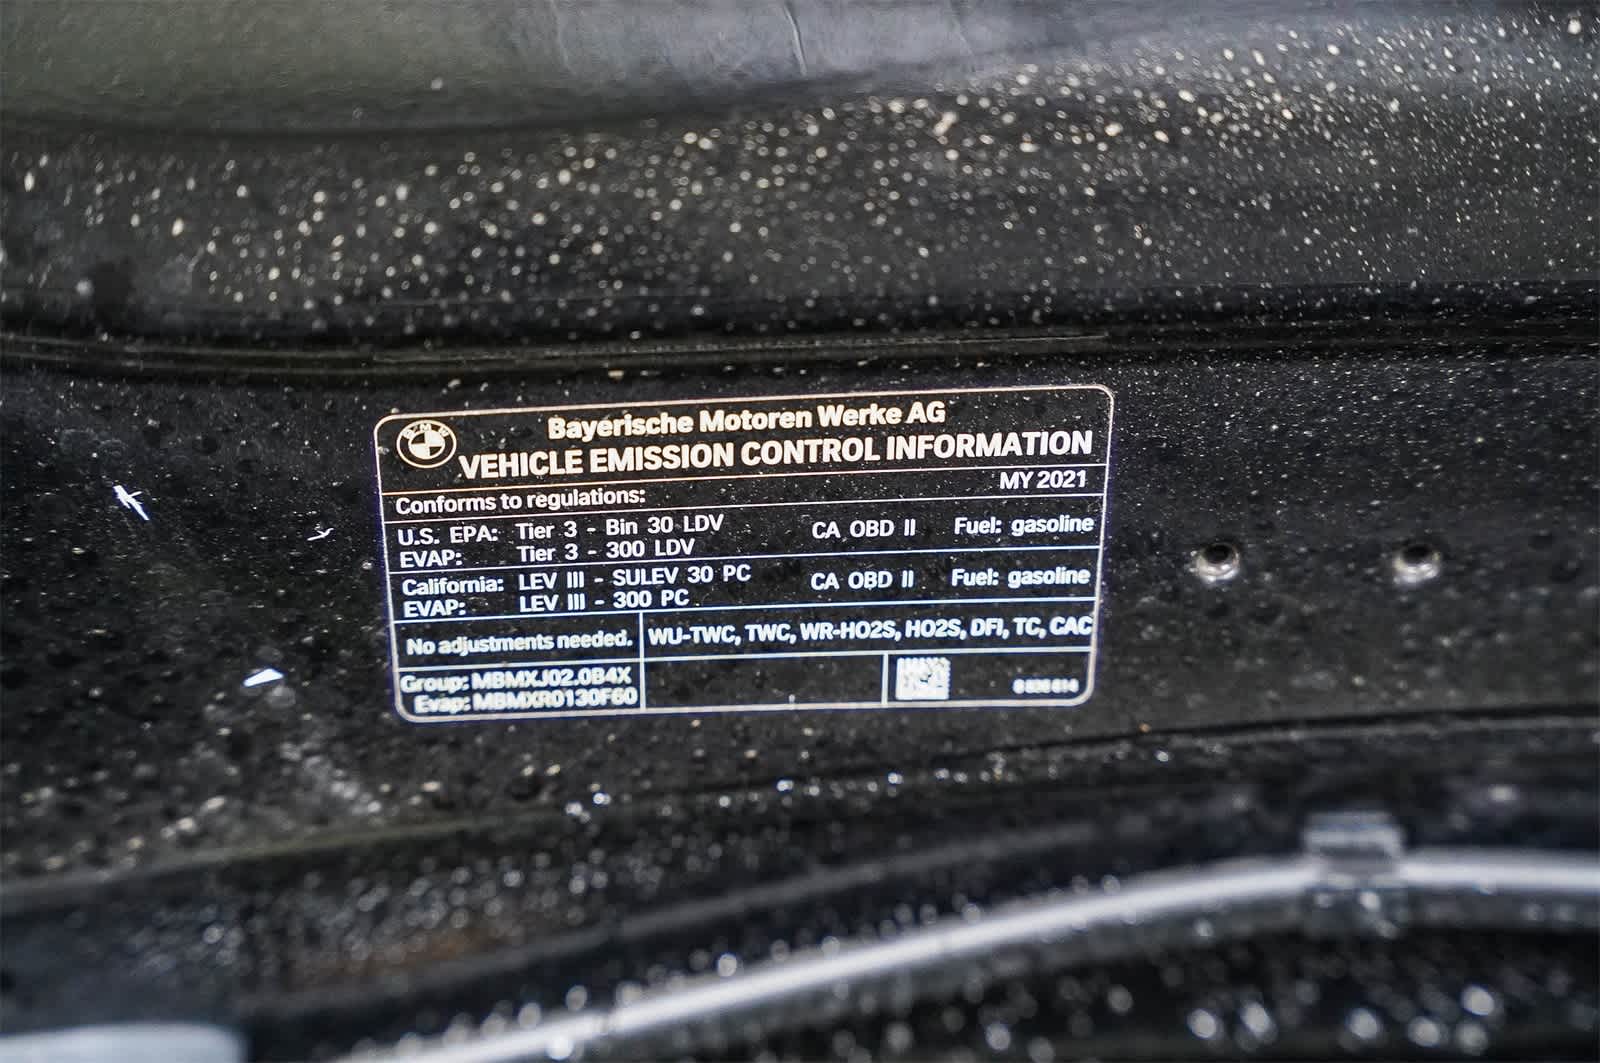 BMW
Bayerische Motoren Werke AG
VEHICLE EMISSION CONTROL INFORMATION
MY 2021
Conforms to regulations:
U.S. EPA: Tier 3 - Bin 30 LDV CA OBD II Fuel: gasoline
EVAP: Tier 3 - 300 LDV
California: LEV III - SULEV 30 PC CA OBD II Fuel: gasoline
EVAP: LEV III - 300 PC
No adjustments needed. WU-TWC, TWC, WR-HO2S, HO2S, DFI, TC, CAC
Group: MBMXJ02.0B4X
Evap: MBMXR0130F60